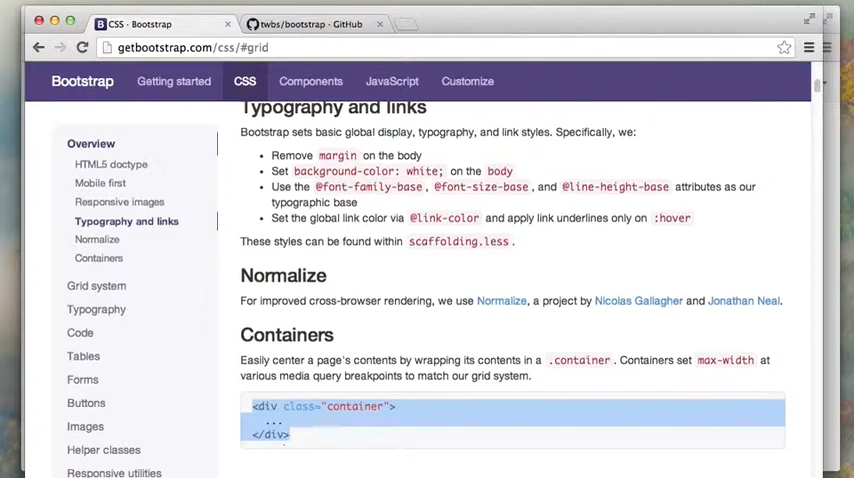 CSS · Bootstrap
twbs/bootstrap · GitHub
getbootstrap.com/css/#grid
Bootstrap Getting started CSS Components JavaScript Customize
Overview
HTML5 doctype
Mobile first
Responsive images
Typography and links
Normalize
Containers
Grid system
Typography
Code
Tables
Forms
Buttons
Images
Helper classes
Responsive utilities
Typography and links
Bootstrap sets basic global display, typography, and link styles. Specifically, we:
• Remove margin on the body
• Set background-color: white; on the body
• Use the @font-family-base, @font-size-base, and @line-height-base attributes as our
typographic base
• Set the global link color via @link-color and apply link underlines only on :hover
These styles can be found within scaffolding.less.
Normalize
For improved cross-browser rendering, we use Normalize, a project by Nicolas Gallagher and Jonathan Neal.
Containers
Easily center a page's contents by wrapping its contents in a .container. Containers set max-width at
various media query breakpoints to match our grid system.
<div class="container">
...
</div>